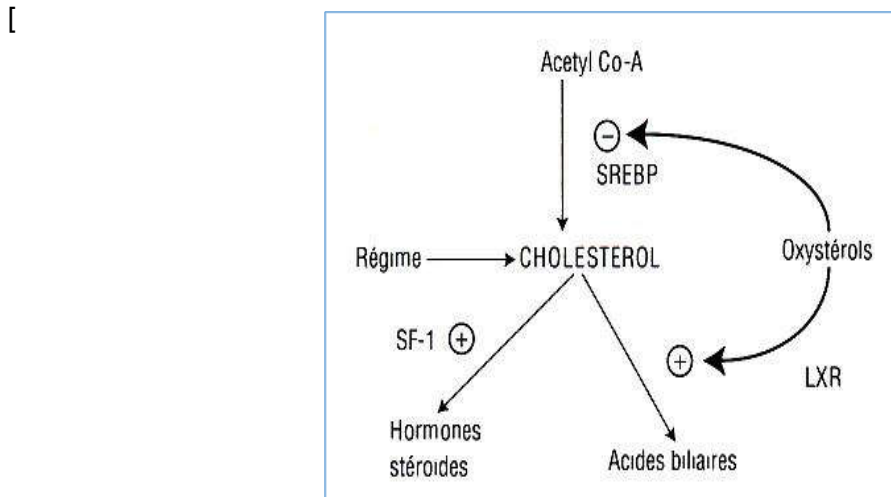 [
Acetyl Co-A
−
SREBP
Régime
CHOLESTEROL
Oxystérols
SF-1 +
+
LXR
Hormones
stéroides
Acides biliaires